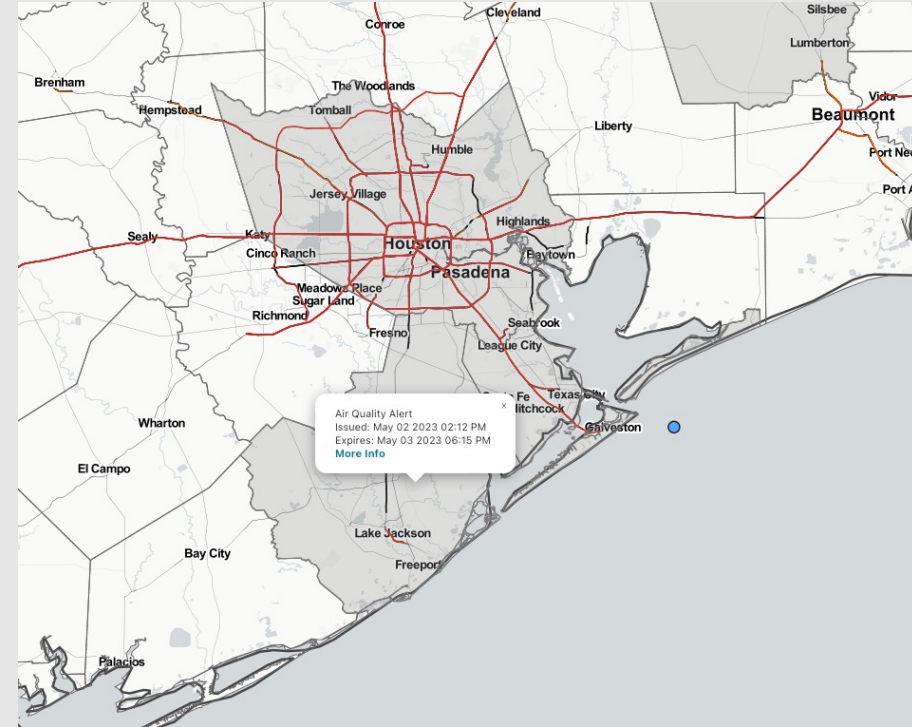 Silsbee
Cleveland
Conroe
Lumberton
Brenham
The Woodlands
Vidor
Hempstead
Tomball
Beaumont
Liberty
Humble
Port Ne
Port A
Jersey Village
Highlands
Sealy
Katy
Houston
Cinco Ranch
Baytown
Pasadena
Meadows Place
Sugar Land
Richmond
Seabrook
Fresno
League City
Fe
Texas City
Hitchcock
Air Quality Alert
x
Issued: May 02 2023 02:12 PM
Expires: May 03 2023 06:15 PM
More Info
Galveston
Wharton
El Campo
Lake Jackson
Bay City
Freeport
Palacios